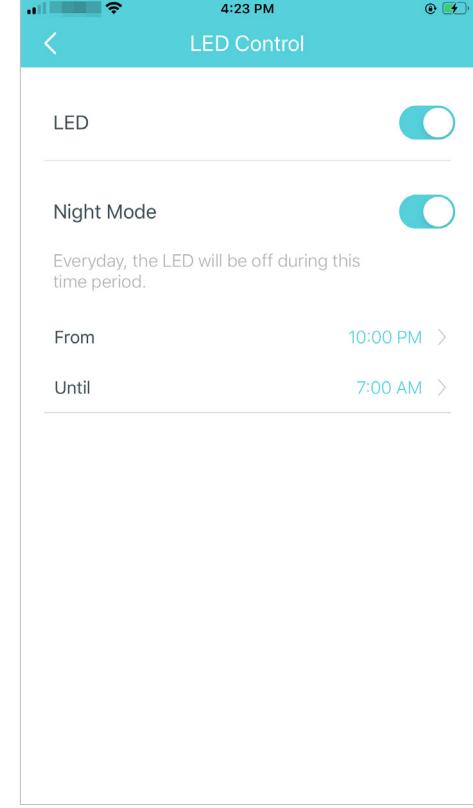 4:23 PM
LED Control
LED
Night Mode
Everyday, the LED will be off during this
time period.
From 10:00 PM
Until 7:00 AM